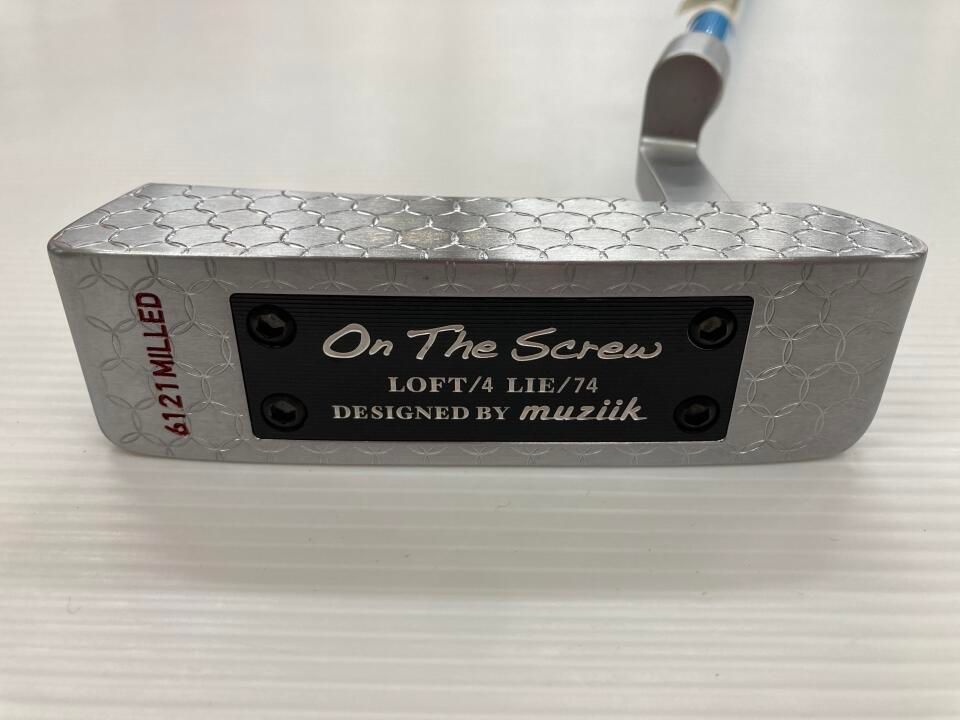 6121 MILLED
On The Screw
LOFT/4 LIE/74
DESIGNED BY muziik